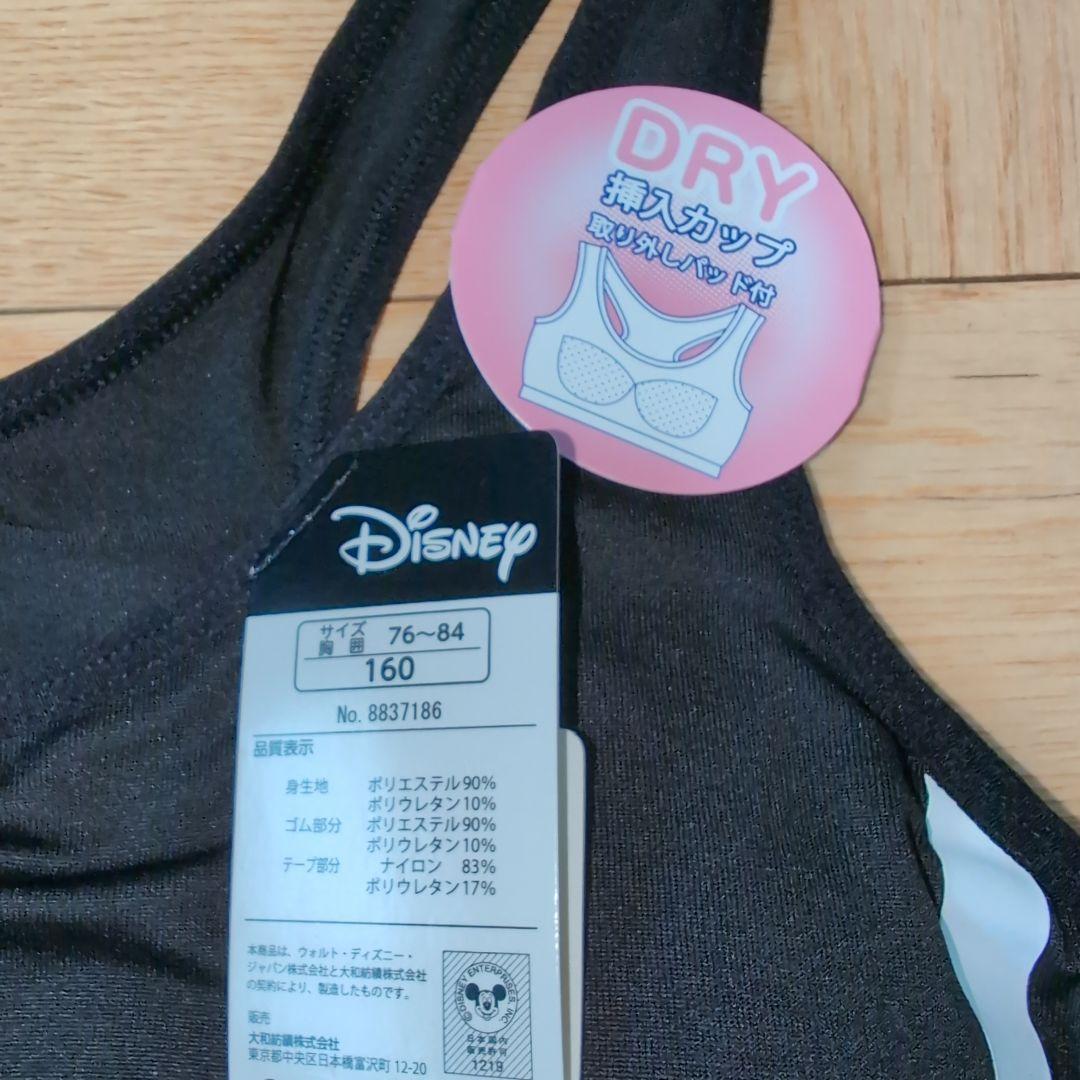 DRY
挿入カップ
取り外しパッド付
Disney
サイズ
胸 囲 76〜84
160
No. 8837186
品質表示
身生地 ポリエステル90%
ポリウレタン10%
ゴム部分 ポリエステル90%
ポリウレタン10%
テープ部分 ナイロン 83%
ポリウレタン17%
本商品は、ウォルト・ディズニー・
ジャパン株式会社と大和紡績株式会社
の契約により、製造したものです。
販売
大和紡績株式会社
東京都中央区日本橋富沢町 12-20
©DISNEY ENTERPRISES, INC.
日本国内
販売許可
1219